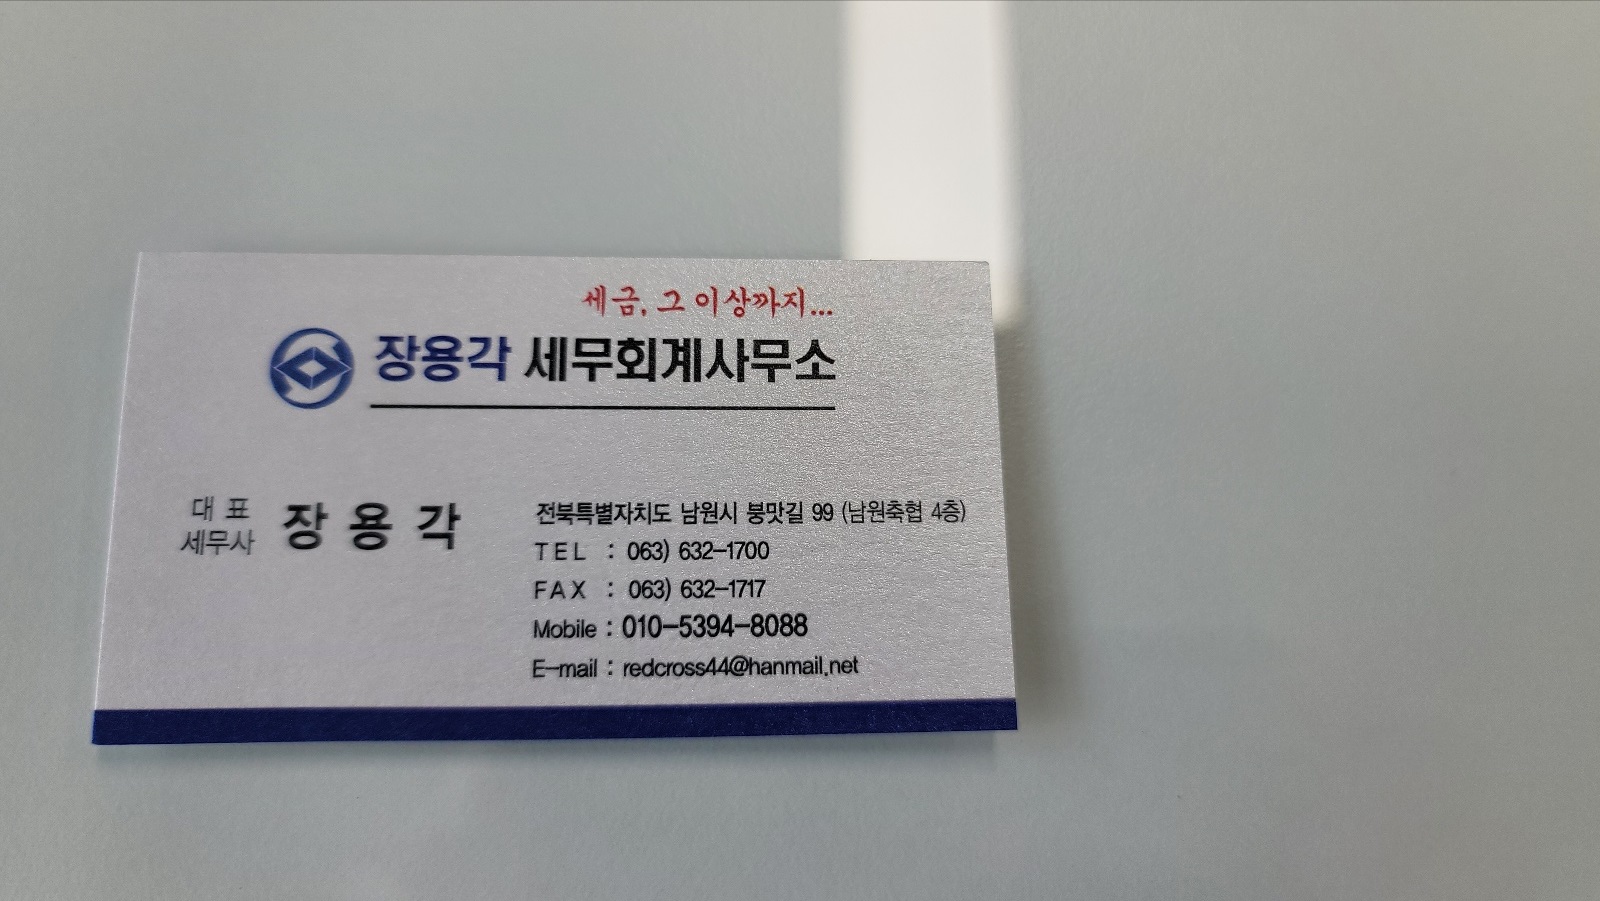 세금, 그 이상까지...
장용각 세무회계사무소
대 표
세무사
장 용 각
전북특별자치도 남원시 붕맛길 99 (남원축협 4층)
TEL : 063) 632-1700
FAX : 063) 632-1717
Mobile : 010-5394-8088
E-mail : redcross44@hanmail.net